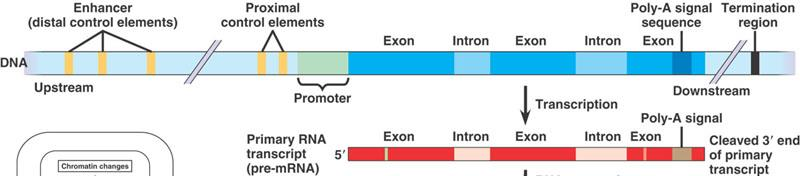 Enhancer
(distal control elements)
Proximal
control elements
Poly-A signal
sequence
Termination
region
Exon
Intron
Exon
Intron
Exon
DNA
Upstream
Promoter
Downstream
Transcription
Poly-A signal
Primary RNA
transcript
(pre-mRNA)
5′
Exon
Intron
Exon
Intron
Exon
Cleaved 3′ end
of primary
transcript
Chromatin changes